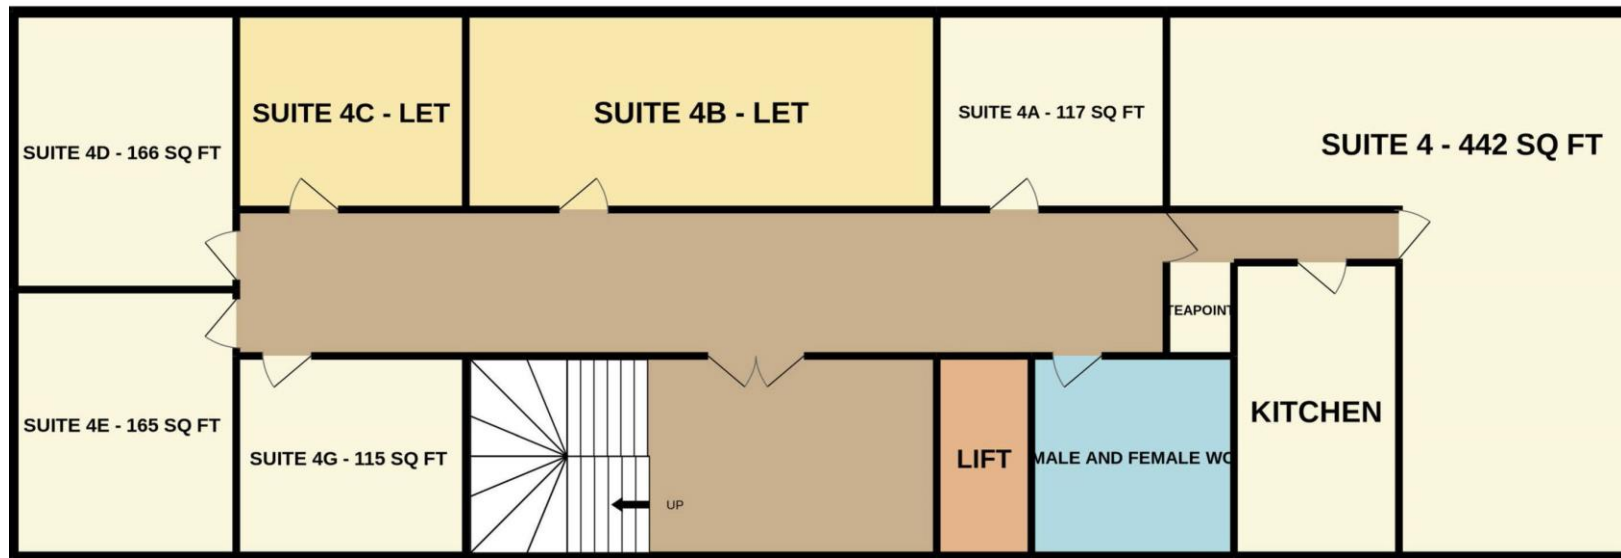 SUITE 4C - LET
SUITE 4B - LET
SUITE 4A - 117 SQ FT
SUITE 4 - 442 SQ FT
SUITE 4D - 166 SQ FT
TEAPOINT
SUITE 4E - 165 SQ FT
SUITE 4G - 115 SQ FT
UP
LIFT
MALE AND FEMALE WC
KITCHEN